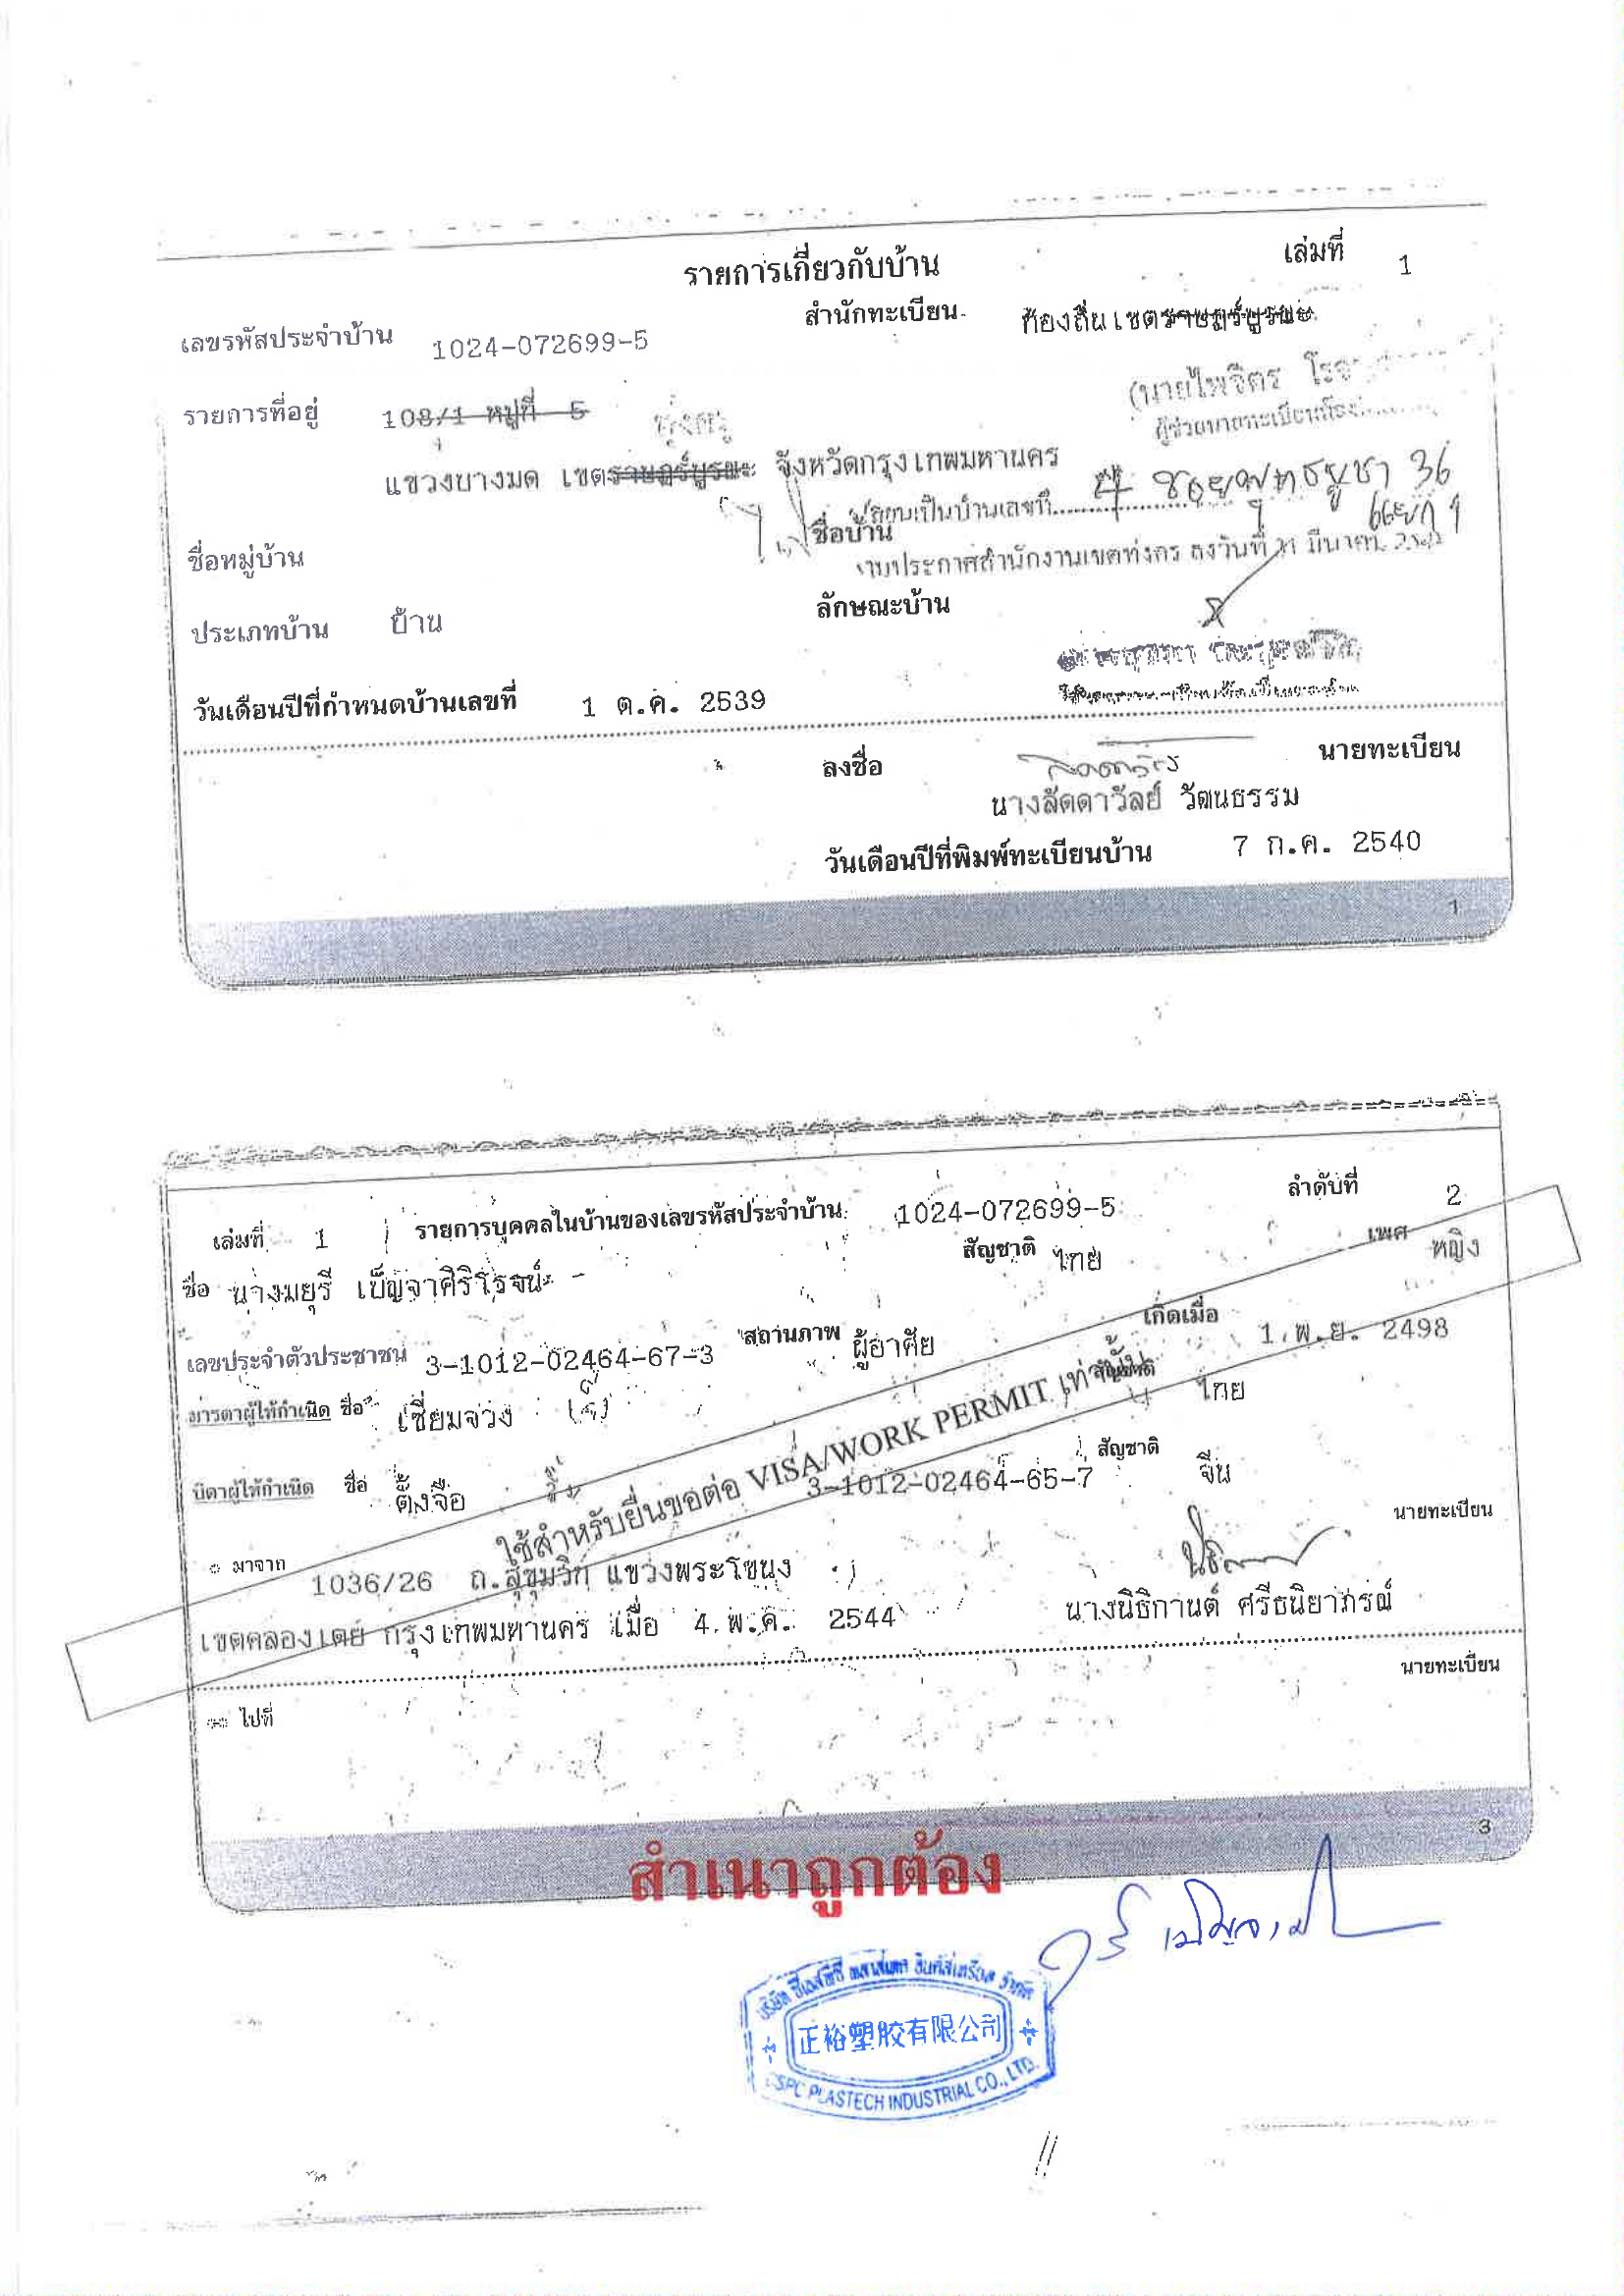 รายการเกี่ยวกับบ้าน เล่มที่ 1
เลขรหัสประจำบ้าน 1024-072699-5 สำนักทะเบียน ท้องถิ่นเขตราษฎร์บูรณะ
รายการที่อยู่ 108/1 หมู่ที่ 5 ทุ่งครุ (นายไพจิตร
ผู้ช่วยนายทะเบียนท้องถิ่น
แขวงบางมด เขตราษฎร์บูรณะ จังหวัดกรุงเทพมหานคร
เปลี่ยนเป็นบ้านเลขที่ ซอยพุทธบูชา 36
ชื่อหมู่บ้าน ชื่อบ้าน แยก 1
ตามประกาศสำนักงานเขตทุ่งครุ ลงวันที่ มีนาคม
ประเภทบ้าน บ้าน ลักษณะบ้าน
วันเดือนปีที่กำหนดบ้านเลขที่ 1 ต.ค. 2539
ลงชื่อ นายทะเบียน
นางลัดดาวัลย์ วัฒนธรรม
วันเดือนปีที่พิมพ์ทะเบียนบ้าน 7 ก.ค. 2540
1
เล่มที่ 1 รายการบุคคลในบ้านของเลขรหัสประจำบ้าน 1024-072699-5 ลำดับที่ 2
ชื่อ นางมยุรี เบ็ญจาศิริโรจน์ สัญชาติ ไทย เพศ หญิง
เลขประจำตัวประชาชน 3-1012-02464-67-3 สถานภาพ ผู้อาศัย เกิดเมื่อ 1 พ.ย. 2498
มารดาผู้ให้กำเนิด ชื่อ เซี่ยมจวง สัญชาติ ไทย
บิดาผู้ให้กำเนิด ชื่อ ตั้งจือ 3-1012-02464-65-7 สัญชาติ จีน
ใช้สำหรับยื่นขอต่อ VISA/WORK PERMIT เท่านั้น
มาจาก 1036/26 ถ.สุขุมวิท แขวงพระโขนง นายทะเบียน
เขตคลองเตย กรุงเทพมหานคร เมื่อ 4 พ.ค. 2544 นางนิธิกานต์ ศรีธนิยาภรณ์
ไปที่ นายทะเบียน
3
สำเนาถูกต้อง
บริษัท ซีเอสพีซี พลาสเทค อินดัสเตรียล จำกัด
正裕塑胶有限公司
CSPC PLASTECH INDUSTRIAL CO., LTD.